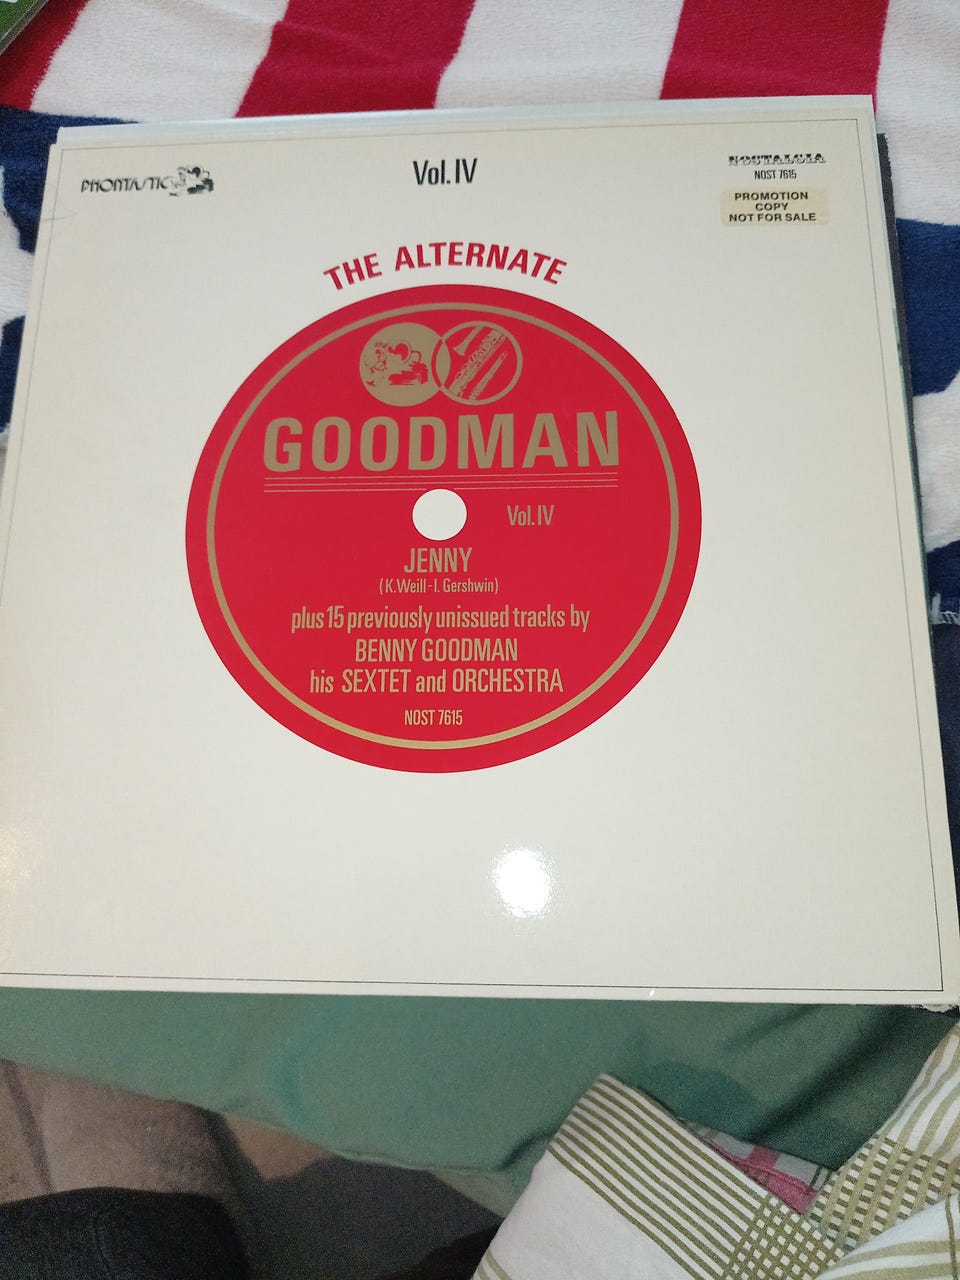 PHONTASTIC
Vol. IV
NOSTALGIA
NOST 7615
PROMOTION
COPY
NOT FOR SALE
THE ALTERNATE
GOODMAN
Vol. IV
JENNY
(K. Weill - I. Gershwin)
plus 15 previously unissued tracks by
BENNY GOODMAN
his SEXTET and ORCHESTRA
NOST 7615